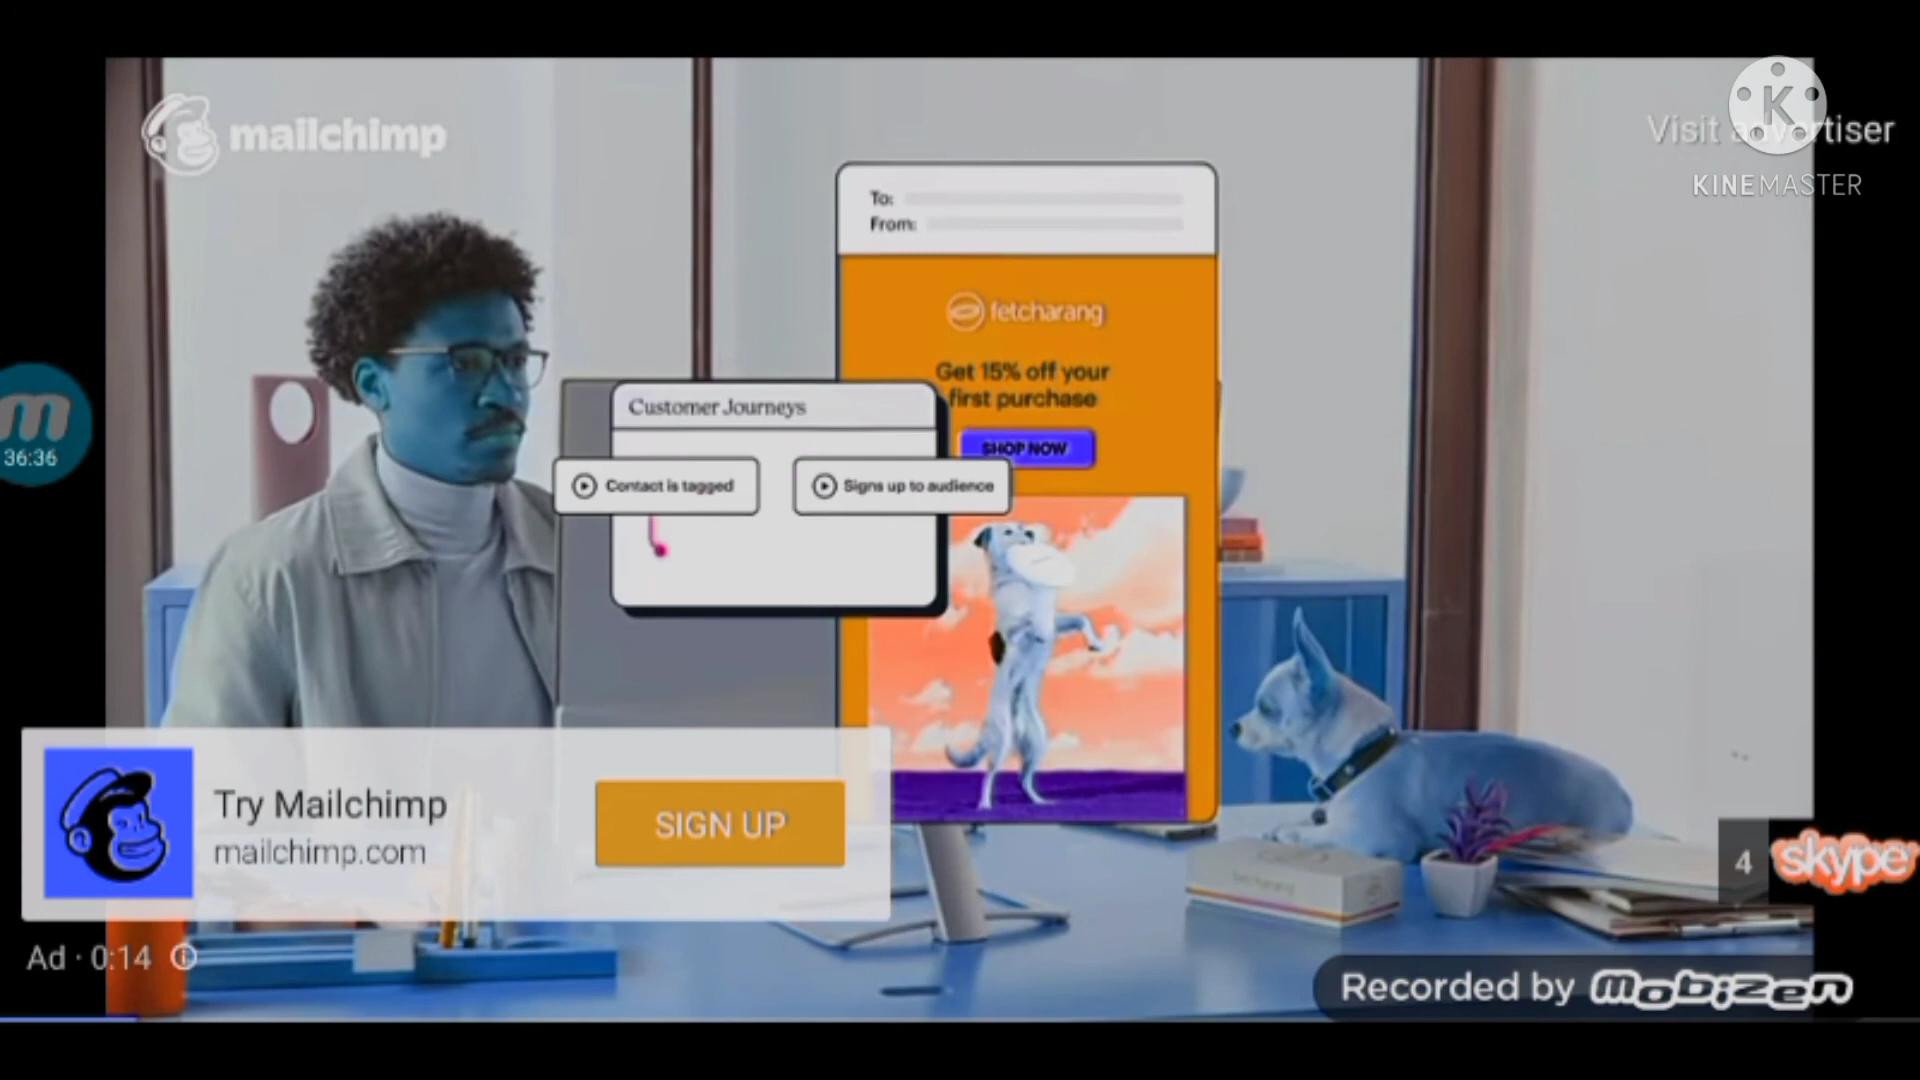 mailchimp
Visit advertiser
K
KINEMASTER
To:
From:
fetcharang
Get 15% off your
first purchase
SHOP NOW
Customer Journeys
Contact is tagged
Signs up to audience
m
36:36
Try Mailchimp
mailchimp.com
SIGN UP
4
skype
Ad · 0:14
Recorded by mobizen